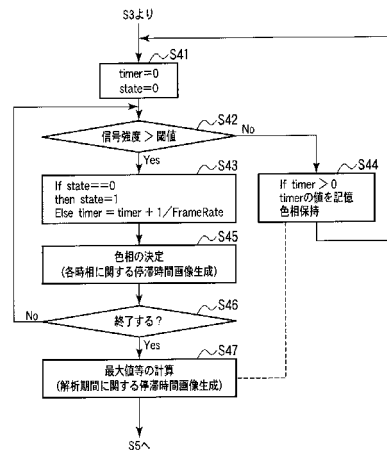 S3より
S41
timer=0
state=0
S42
信号強度＞閾値
No
Yes
S43
If state==0
then state=1
Else timer＝timer＋1/FrameRate
S44
If timer＞0
timerの値を記憶
色相保持
S45
色相の決定
(各時相に関する停滞時間画像生成)
S46
終了する？
No
Yes
S47
最大値等の計算
(解析期間に関する停滞時間画像生成)
S5へ